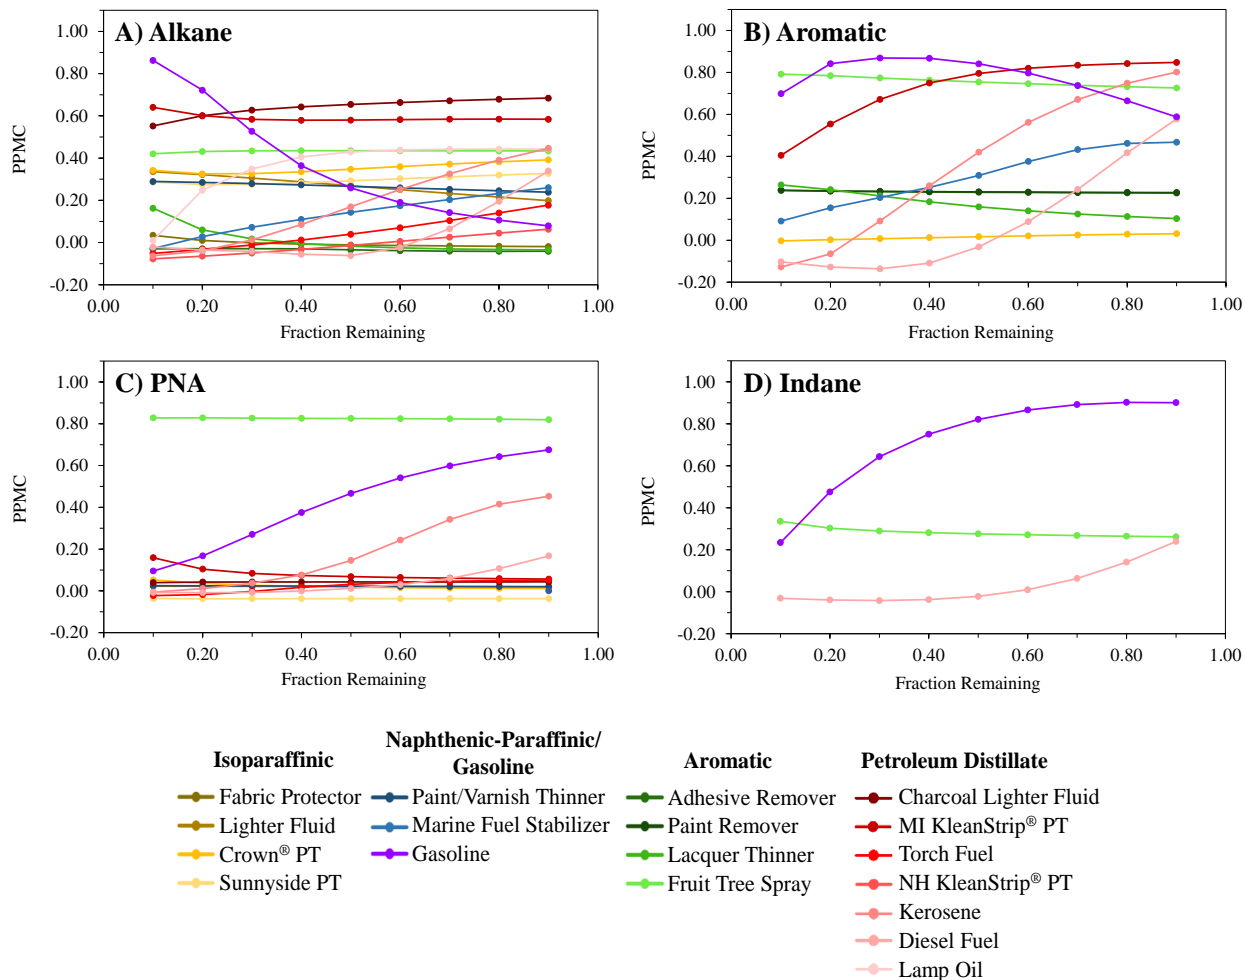 A) Alkane
1.00
0.80
0.60
0.40
0.20
0.00
-0.20
PPMC
0.00 0.20 0.40 0.60 0.80 1.00
Fraction Remaining
B) Aromatic
1.00
0.80
0.60
0.40
0.20
0.00
-0.20
PPMC
0.00 0.20 0.40 0.60 0.80 1.00
Fraction Remaining
C) PNA
1.00
0.80
0.60
0.40
0.20
0.00
-0.20
PPMC
0.00 0.20 0.40 0.60 0.80 1.00
Fraction Remaining
D) Indane
1.00
0.80
0.60
0.40
0.20
0.00
-0.20
PPMC
0.00 0.20 0.40 0.60 0.80 1.00
Fraction Remaining
Isoparaffinic
Fabric Protector
Lighter Fluid
Crown® PT
Sunnyside PT
Naphthenic-Paraffinic/
Gasoline
Paint/Varnish Thinner
Marine Fuel Stabilizer
Gasoline
Aromatic
Adhesive Remover
Paint Remover
Lacquer Thinner
Fruit Tree Spray
Petroleum Distillate
Charcoal Lighter Fluid
MI KleanStrip® PT
Torch Fuel
NH KleanStrip® PT
Kerosene
Diesel Fuel
Lamp Oil